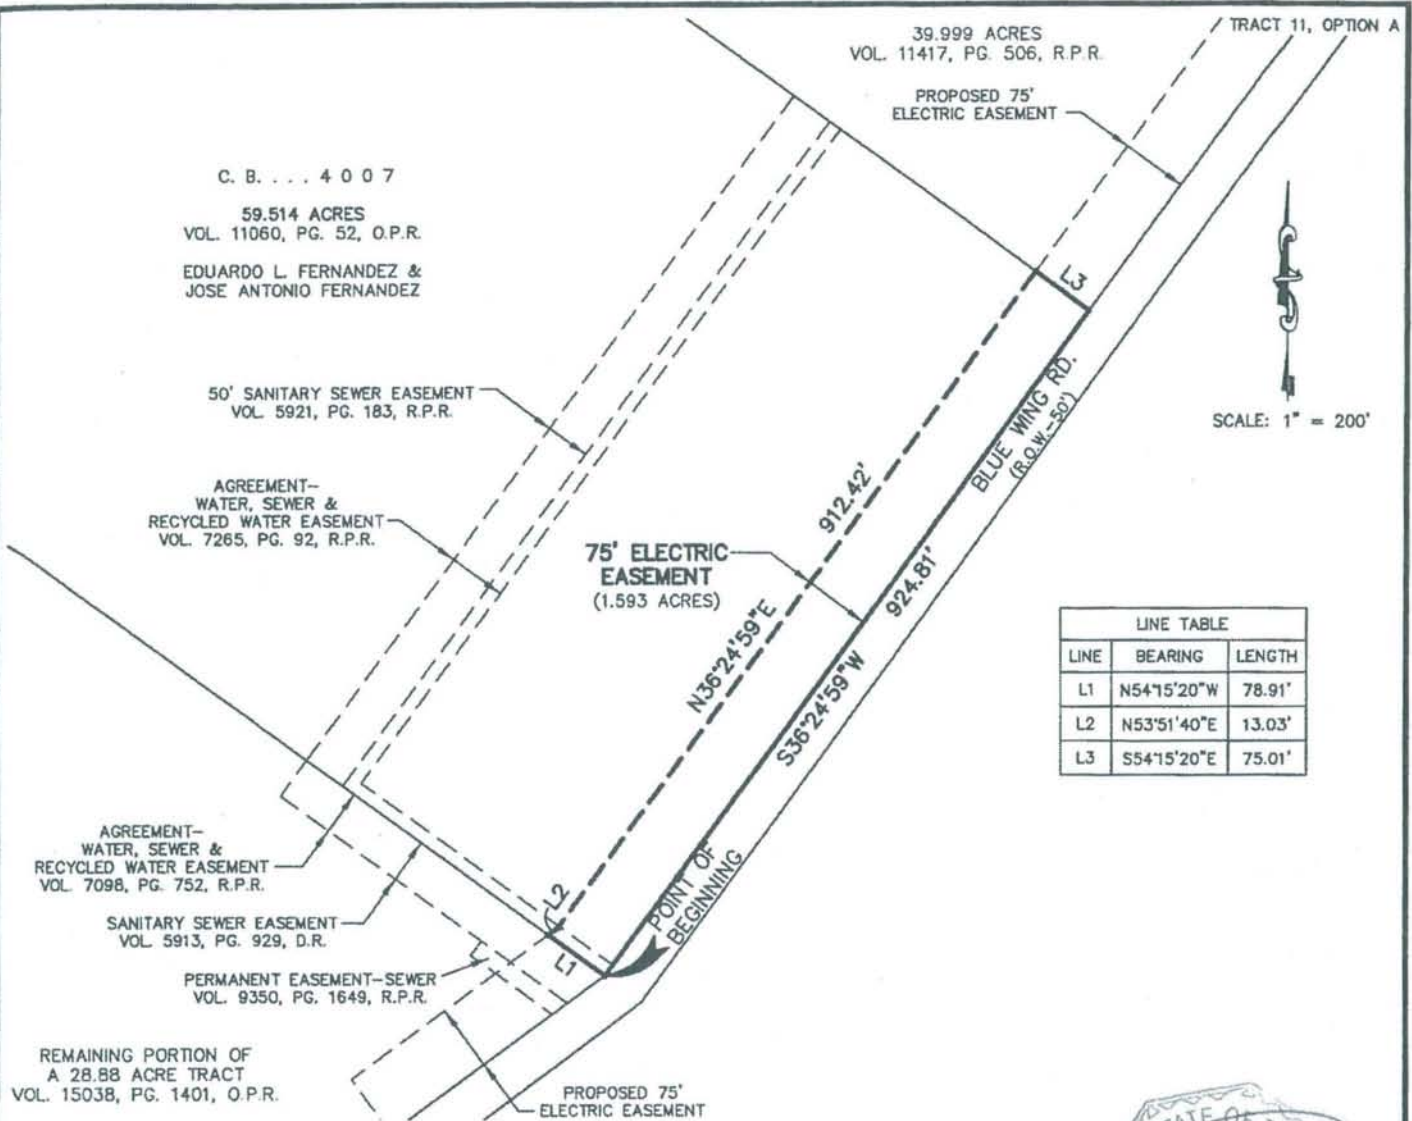 TRACT 11, OPTION A
39.999 ACRES
VOL. 11417, PG. 506, R.P.R.
PROPOSED 75'
ELECTRIC EASEMENT
C. B. . . . 4 0 0 7
59.514 ACRES
VOL. 11060, PG. 52, O.P.R.
EDUARDO L. FERNANDEZ &
JOSE ANTONIO FERNANDEZ
L3
50' SANITARY SEWER EASEMENT
VOL. 5921, PG. 183, R.P.R.
BLUE WING RD.
(R.O.W.-50')
SCALE: 1" = 200'
AGREEMENT-
WATER, SEWER &
RECYCLED WATER EASEMENT
VOL. 7265, PG. 92, R.P.R.
912.42'
75' ELECTRIC
EASEMENT
(1.593 ACRES)
924.81'
N36°24'59"E
S36°24'59"W
LINE TABLE
LINE BEARING LENGTH
L1 N54°15'20"W 78.91'
L2 N53°51'40"E 13.03'
L3 S54°15'20"E 75.01'
AGREEMENT-
WATER, SEWER &
RECYCLED WATER EASEMENT
VOL. 7098, PG. 752, R.P.R.
L2
POINT OF
BEGINNING
SANITARY SEWER EASEMENT
VOL. 5913, PG. 929, D.R.
L1
PERMANENT EASEMENT-SEWER
VOL. 9350, PG. 1649, R.P.R.
REMAINING PORTION OF
A 28.88 ACRE TRACT
VOL. 15038, PG. 1401, O.P.R.
PROPOSED 75'
ELECTRIC EASEMENT
STATE OF